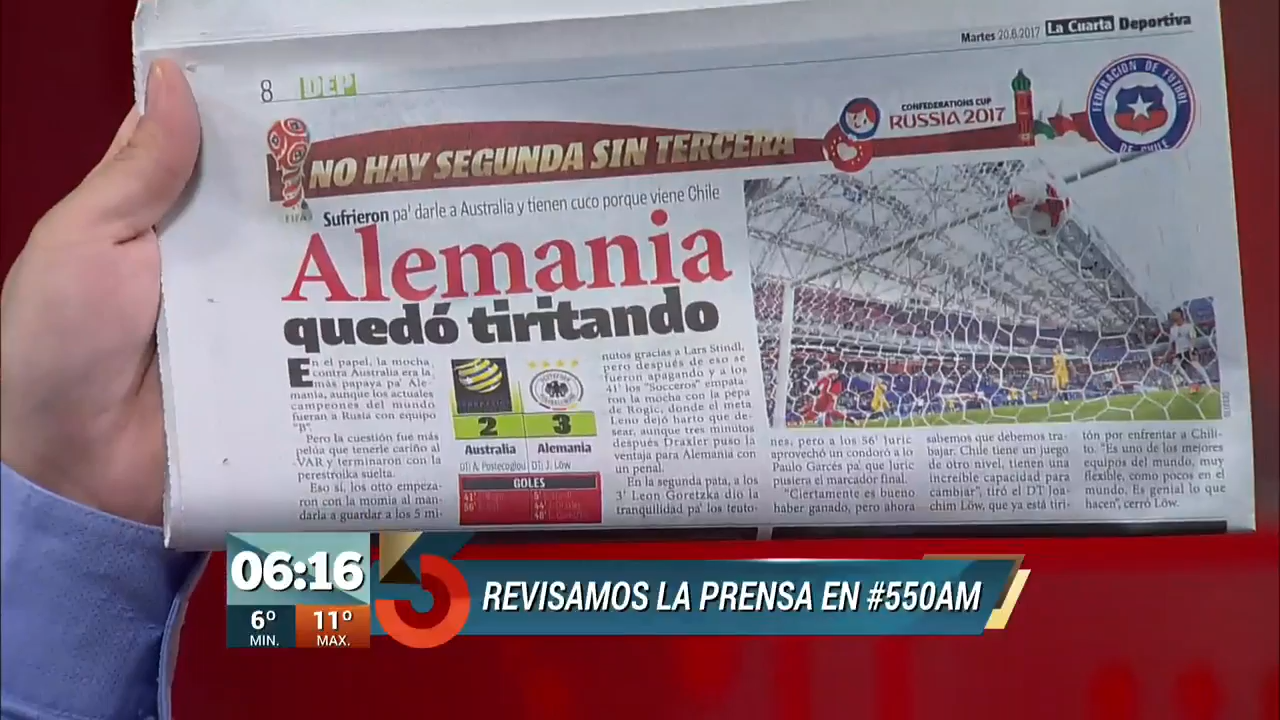 Martes 20.6.2017 La Cuarta Deportiva
8 DEP
NO HAY SEGUNDA SIN TERCERA
CONFEDERATIONS CUP
RUSSIA 2017
FEDERACION DE FUTBOL
DE CHILE
FIFA
Sufrieron pa' darle a Australia y tienen cuco porque viene Chile
Alemania
quedó tiritando
En el papel, la mocha
contra Australia era la
más papaya pa' Ale-
mania, aunque los actuales
campeones del mundo
fueran a Rusia con equipo
"B".
Pero la cuestión fue más
pelúa que tenerle cariño al
VAR y terminaron con la
perestroika suelta.
Eso sí, los otto empeza-
ron con la momia al man-
darla a guardar a los 5 mi-
2 3
Australia Alemania
DT: A. Postecoglou DT: J. Löw
GOLES
41'
56'
5'
44'
48'
nutos gracias a Lars Stindl,
pero después de eso se
fueron apagando y a los
41' los "Socceros" empata-
ron la mocha con la pepa
de Rogic, donde el meta
Leno dejó harto que de-
sear, aunque tres minutos
después Draxler puso la
ventaja para Alemania con
un penal.
En la segunda pata, a los
3' Leon Goretzka dio la
tranquilidad pa' los teuto-
nes, pero a los 56' Juric
aprovechó un condoró a lo
Paulo Garcés pa' que Juric
pusiera el marcador final.
"Ciertamente es bueno
haber ganado, pero ahora
sabemos que debemos tra-
bajar. Chile tiene un juego
de otro nivel, tienen una
increíble capacidad para
cambiar", tiró el DT Joa-
chim Löw, que ya está tiri-
tón por enfrentar a Chili-
to. "Es uno de los mejores
equipos del mundo, muy
flexible, como pocos en el
mundo. Es genial lo que
hacen", cerró Löw.
06:16
6º 11º
MIN. MAX.
REVISAMOS LA PRENSA EN #550AM